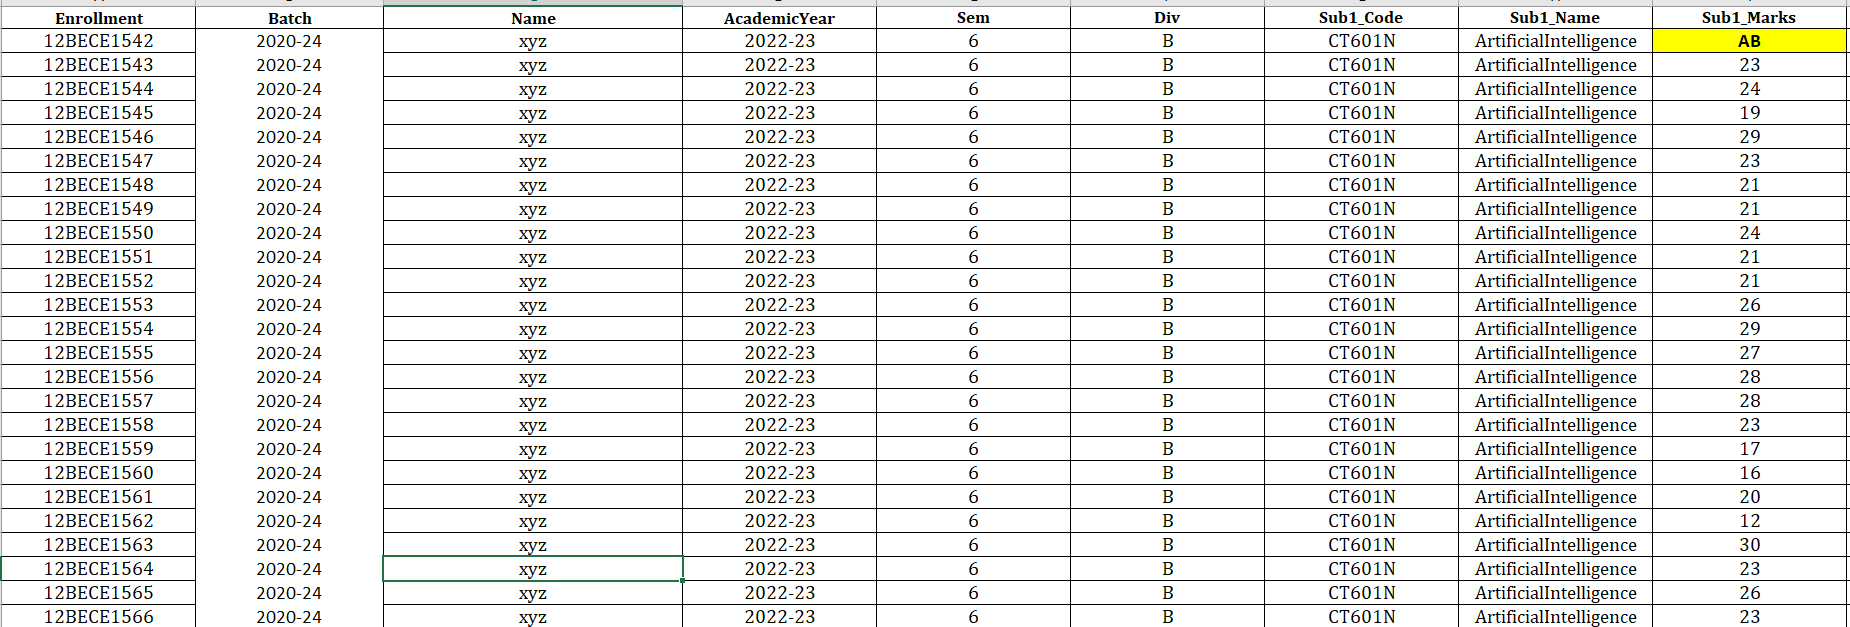 Enrollment Batch Name AcademicYear Sem Div Sub1_Code Sub1_Name Sub1_Marks
12BECE1542 2020-24 xyz 2022-23 6 B CT601N ArtificialIntelligence AB
12BECE1543 2020-24 xyz 2022-23 6 B CT601N ArtificialIntelligence 23
12BECE1544 2020-24 xyz 2022-23 6 B CT601N ArtificialIntelligence 24
12BECE1545 2020-24 xyz 2022-23 6 B CT601N ArtificialIntelligence 19
12BECE1546 2020-24 xyz 2022-23 6 B CT601N ArtificialIntelligence 29
12BECE1547 2020-24 xyz 2022-23 6 B CT601N ArtificialIntelligence 23
12BECE1548 2020-24 xyz 2022-23 6 B CT601N ArtificialIntelligence 21
12BECE1549 2020-24 xyz 2022-23 6 B CT601N ArtificialIntelligence 21
12BECE1550 2020-24 xyz 2022-23 6 B CT601N ArtificialIntelligence 24
12BECE1551 2020-24 xyz 2022-23 6 B CT601N ArtificialIntelligence 21
12BECE1552 2020-24 xyz 2022-23 6 B CT601N ArtificialIntelligence 21
12BECE1553 2020-24 xyz 2022-23 6 B CT601N ArtificialIntelligence 26
12BECE1554 2020-24 xyz 2022-23 6 B CT601N ArtificialIntelligence 29
12BECE1555 2020-24 xyz 2022-23 6 B CT601N ArtificialIntelligence 27
12BECE1556 2020-24 xyz 2022-23 6 B CT601N ArtificialIntelligence 28
12BECE1557 2020-24 xyz 2022-23 6 B CT601N ArtificialIntelligence 28
12BECE1558 2020-24 xyz 2022-23 6 B CT601N ArtificialIntelligence 23
12BECE1559 2020-24 xyz 2022-23 6 B CT601N ArtificialIntelligence 17
12BECE1560 2020-24 xyz 2022-23 6 B CT601N ArtificialIntelligence 16
12BECE1561 2020-24 xyz 2022-23 6 B CT601N ArtificialIntelligence 20
12BECE1562 2020-24 xyz 2022-23 6 B CT601N ArtificialIntelligence 12
12BECE1563 2020-24 xyz 2022-23 6 B CT601N ArtificialIntelligence 30
12BECE1564 2020-24 xyz 2022-23 6 B CT601N ArtificialIntelligence 23
12BECE1565 2020-24 xyz 2022-23 6 B CT601N ArtificialIntelligence 26
12BECE1566 2020-24 xyz 2022-23 6 B CT601N ArtificialIntelligence 23